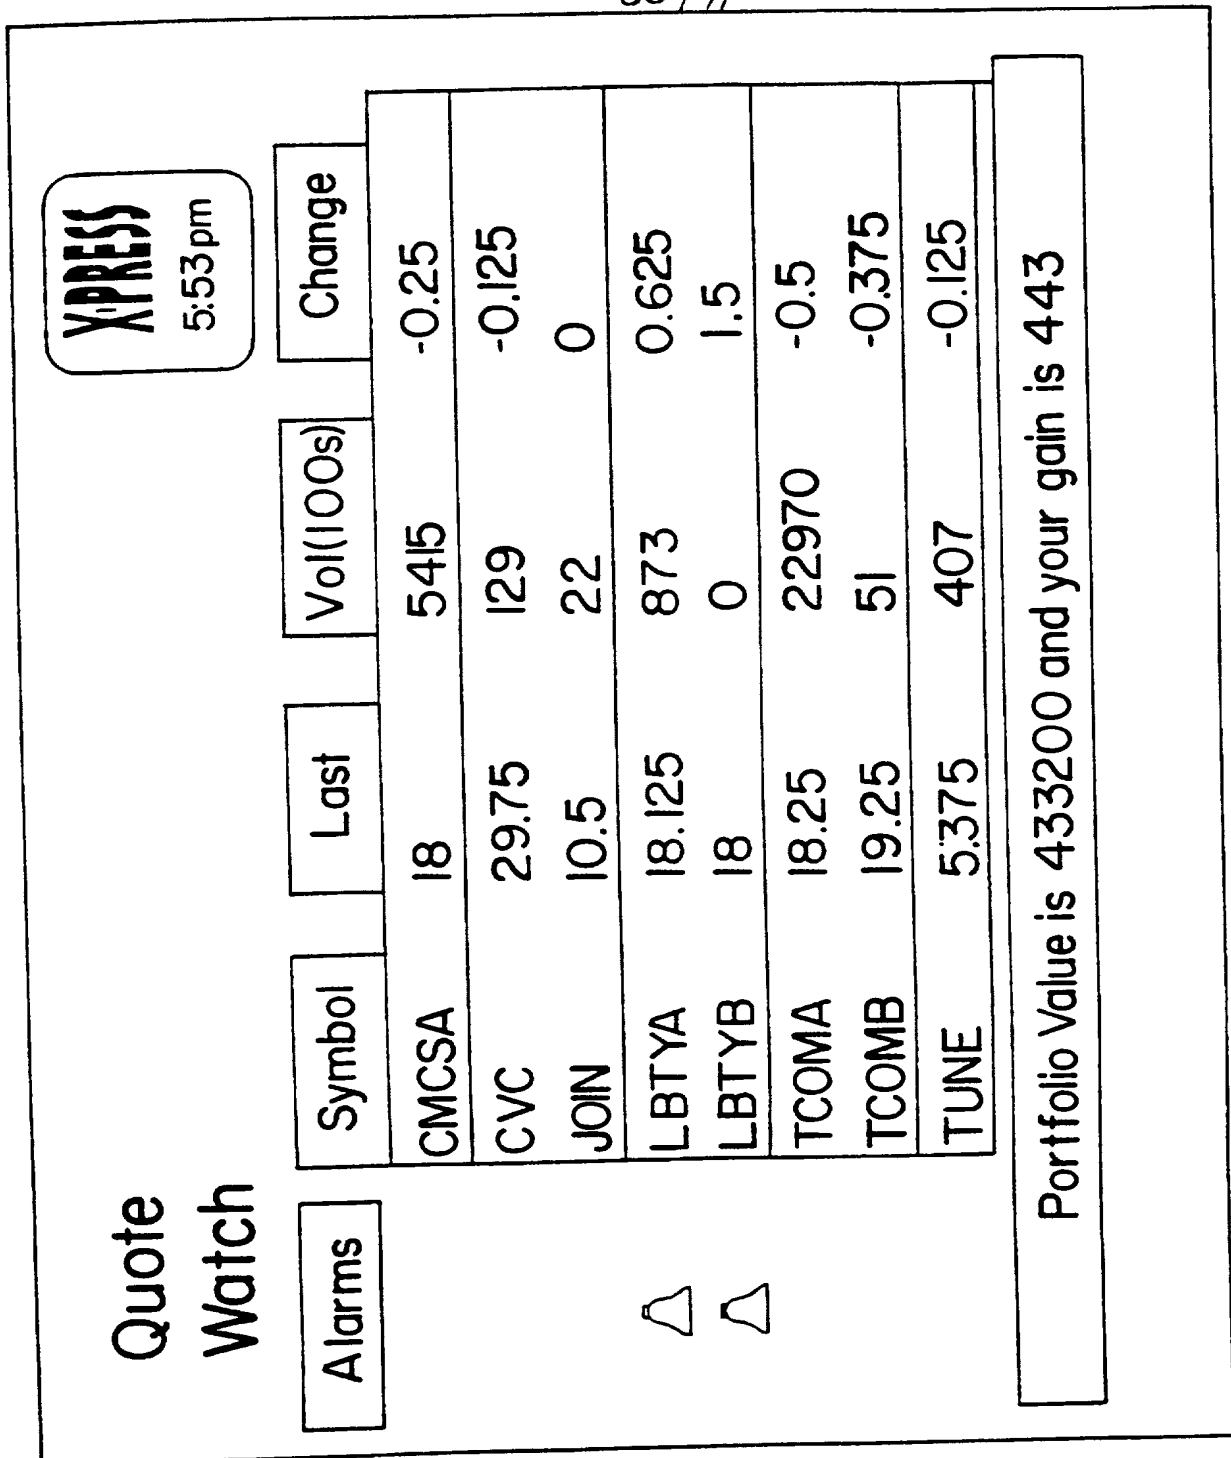 Quote
Watch
X•PRESS
5:53pm
Alarms Symbol Last Vol(100s) Change
CMCSA 18 5415 -0.25
CVC 29.75 129 -0.125
JOIN 10.5 22 0
LBTYA 18.125 873 0.625
LBTYB 18 0 1.5
TCOMA 18.25 22970 -0.5
TCOMB 19.25 51 -0.375
TUNE 5.375 407 -0.125
Portfolio Value is 433200 and your gain is 443